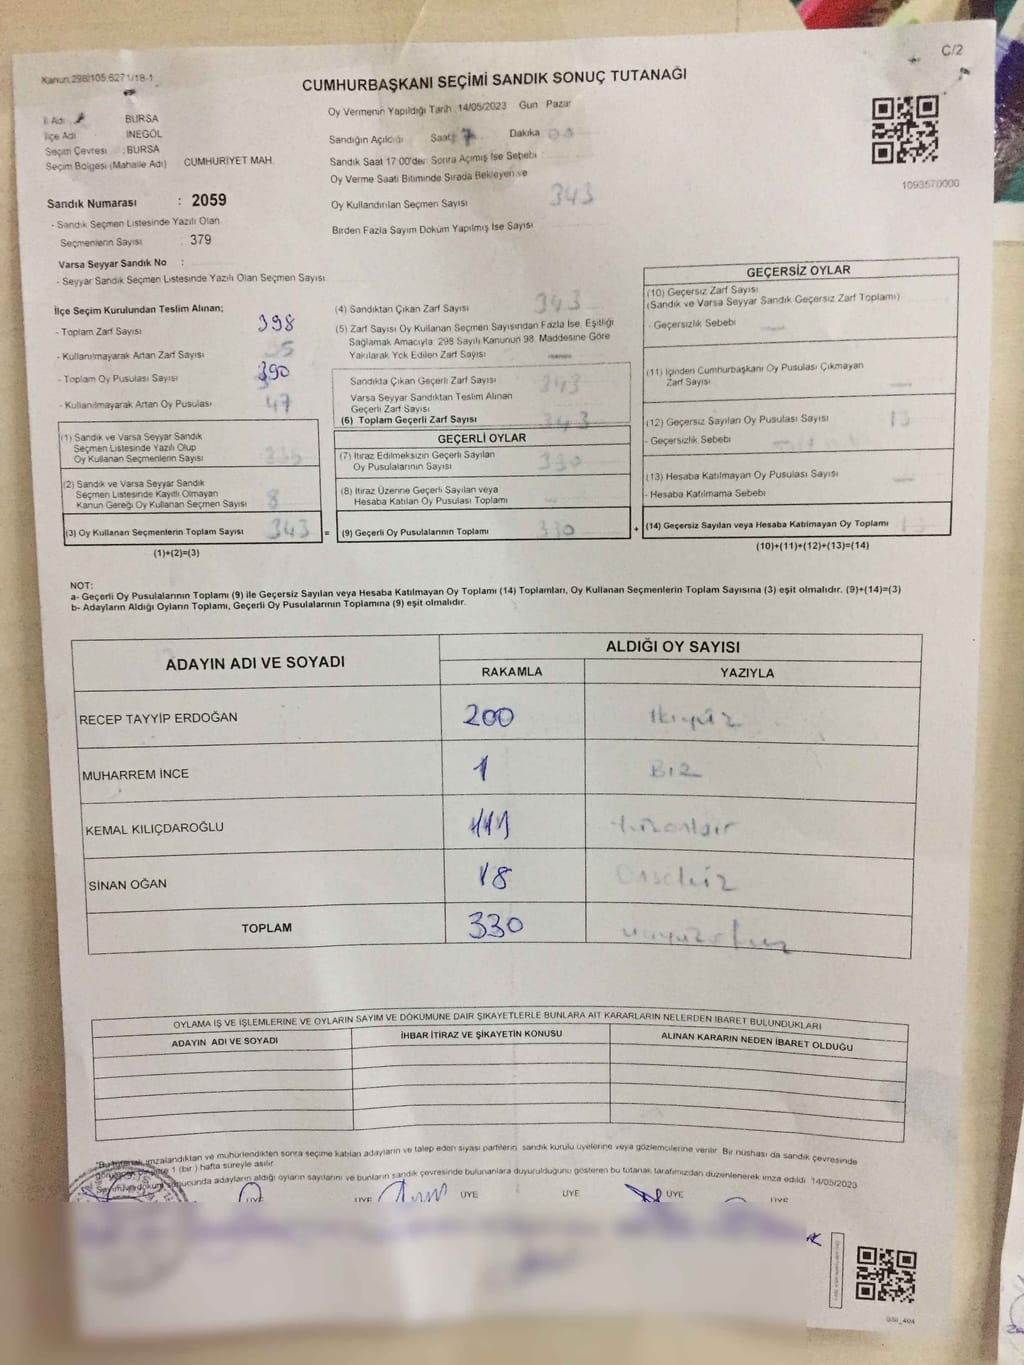 C/2
Kanun:298/105;6271/18-1
CUMHURBAŞKANI SEÇİMİ SANDIK SONUÇ TUTANAĞI
İl Adı : BURSA
İlçe Adı : İNEGÖL
Seçim Çevresi : BURSA
Seçim Bölgesi (Mahalle Adı) CUMHURİYET MAH.
Sandık Numarası : 2059
- Sandık Seçmen Listesinde Yazılı Olan
Seçmenlerin Sayısı : 379
Varsa Seyyar Sandık No :
- Seyyar Sandık Seçmen Listesinde Yazılı Olan Seçmen Sayısı
Oy Vermenin Yapıldığı Tarih 14/05/2023 Gün Pazar
Sandığın Açıldığı Saat: 17 Dakika
Sandık Saat 17:00'den Sonra Açılmış İse Sebebi
Oy Verme Saati Bitiminde Sırada Bekleyen ve
Oy Kullandırılan Seçmen Sayısı 343
Birden Fazla Sayım Döküm Yapılmış İse Sayısı
1093570000
İlçe Seçim Kurulundan Teslim Alınan;
- Toplam Zarf Sayısı 398
- Kullanılmayarak Artan Zarf Sayısı
- Toplam Oy Pusulası Sayısı 390
- Kullanılmayarak Artan Oy Pusulası 47
(1) Sandık ve Varsa Seyyar Sandık
Seçmen Listesinde Yazılı Olup
Oy Kullanan Seçmenlerin Sayısı 335
(2) Sandık ve Varsa Seyyar Sandık
Seçmen Listesinde Kayıtlı Olmayan
Kanun Gereği Oy Kullanan Seçmen Sayısı 8
(3) Oy Kullanan Seçmenlerin Toplam Sayısı 343 =
(1)+(2)=(3)
(4) Sandıktan Çıkan Zarf Sayısı 343
(5) Zarf Sayısı Oy Kullanan Seçmen Sayısından Fazla İse, Eşitliği
Sağlamak Amacıyla 298 Sayılı Kanunun 98. Maddesine Göre
Yakılarak Yok Edilen Zarf Sayısı
Sandıkta Çıkan Geçerli Zarf Sayısı 343
Varsa Seyyar Sandıktan Teslim Alınan
Geçerli Zarf Sayısı
(6) Toplam Geçerli Zarf Sayısı 343
GEÇERLİ OYLAR
(7) İtiraz Edilmeksizin Geçerli Sayılan
Oy Pusulalarının Sayısı 330
(8) İtiraz Üzerine Geçerli Sayılan veya
Hesaba Katılan Oy Pusulası Toplamı
(9) Geçerli Oy Pusulalarının Toplamı 330 +
GEÇERSİZ OYLAR
(10) Geçersiz Zarf Sayısı
(Sandık ve Varsa Seyyar Sandık Geçersiz Zarf Toplamı)
- Geçersizlik Sebebi
(11) İçinden Cumhurbaşkanı Oy Pusulası Çıkmayan
Zarf Sayısı
(12) Geçersiz Sayılan Oy Pusulası Sayısı 13
- Geçersizlik Sebebi
(13) Hesaba Katılmayan Oy Pusulası Sayısı
- Hesaba Katılmama Sebebi
(14) Geçersiz Sayılan veya Hesaba Katılmayan Oy Toplamı 13
(10)+(11)+(12)+(13)=(14)
NOT:
a- Geçerli Oy Pusulalarının Toplamı (9) ile Geçersiz Sayılan veya Hesaba Katılmayan Oy Toplamı (14) Toplamları, Oy Kullanan Seçmenlerin Toplam Sayısına (3) eşit olmalıdır. (9)+(14)=(3)
b- Adayların Aldığı Oyların Toplamı, Geçerli Oy Pusulalarının Toplamına (9) eşit olmalıdır.
ADAYIN ADI VE SOYADI ALDIĞI OY SAYISI
RAKAMLA YAZIYLA
RECEP TAYYİP ERDOĞAN 200 ikiyüz
MUHARREM İNCE 1 BİR
KEMAL KILIÇDAROĞLU 111 yüzonbir
SİNAN OĞAN 18 Onsekiz
TOPLAM 330 üçyüzotuz
OYLAMA İŞ VE İŞLEMLERİNE VE OYLARIN SAYIM VE DÖKÜMÜNE DAİR ŞİKAYETLERLE BUNLARA AİT KARARLARIN NELERDEN İBARET BULUNDUKLARI
ADAYIN ADI VE SOYADI İHBAR İTİRAZ VE ŞİKAYETİN KONUSU ALINAN KARARIN NEDEN İBARET OLDUĞU
*Bu tutanak imzalandıktan ve mühürlendikten sonra seçime katılan adayların ve talep eden siyasi partilerin sandık kurulu üyelerine veya gözlemcilerine verilir. Bir nüshası da sandık çevresinde
1 (bir) hafta süreyle asılır.
Sayım ve döküm sonucunda adayların aldığı oyların sayılarını ve bunların sandık çevresinde bulunanlara duyurulduğunu gösteren bu tutanak tarafımızdan düzenlenerek imza edildi. 14/05/2023
ÜYE ÜYE ÜYE ÜYE ÜYE ÜYE